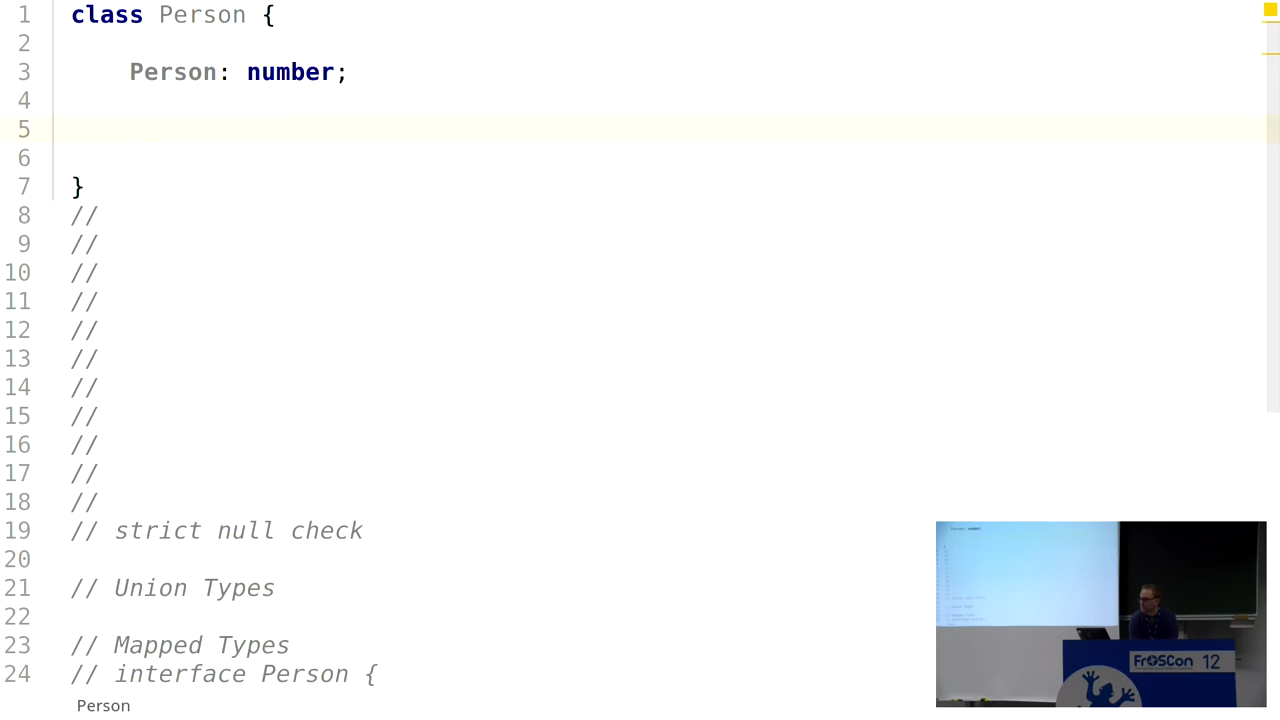 1 class Person {
2
3 Person: number;
4
5
6
7 }
8 //
9 //
10 //
11 //
12 //
13 //
14 //
15 //
16 //
17 //
18 //
19 // strict null check
20
21 // Union Types
22
23 // Mapped Types
24 // interface Person {
Person
FrOSCon 12